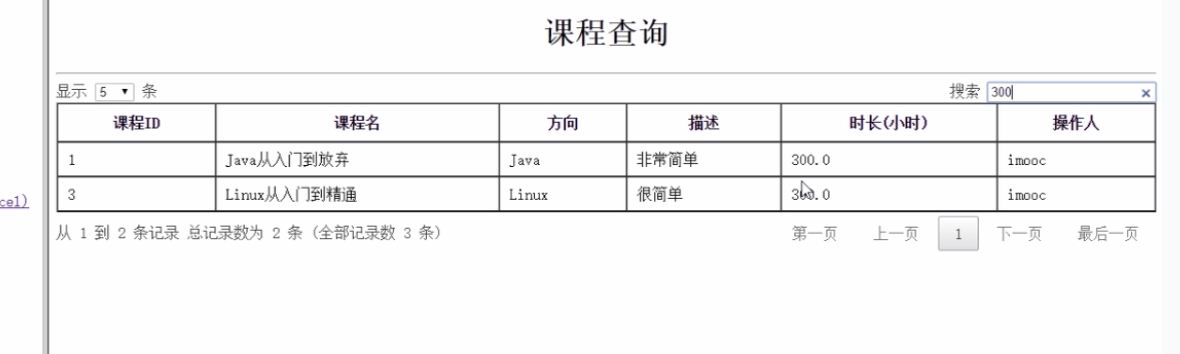 课程查询
显示 5 条 搜索 300
课程ID 课程名 方向 描述 时长(小时) 操作人
1 Java从入门到放弃 Java 非常简单 300.0 imooc
3 Linux从入门到精通 Linux 很简单 300.0 imooc
cel)
从 1 到 2 条记录 总记录数为 2 条 (全部记录数 3 条) 第一页 上一页 1 下一页 最后一页